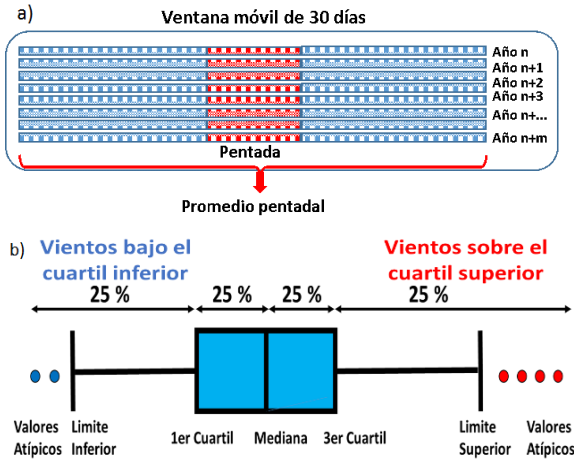 a)
Ventana móvil de 30 días
Año n
Año n+1
Año n+2
Año n+3
Año n+...
Año n+m
Pentada
Promedio pentadal
b)
Vientos bajo el
cuartil inferior
Vientos sobre el
cuartil superior
25 % 25 % 25 % 25 %
Valores
Atípicos
Limite
Inferior
1er Cuartil
Mediana
3er Cuartil
Limite
Superior
Valores
Atípicos